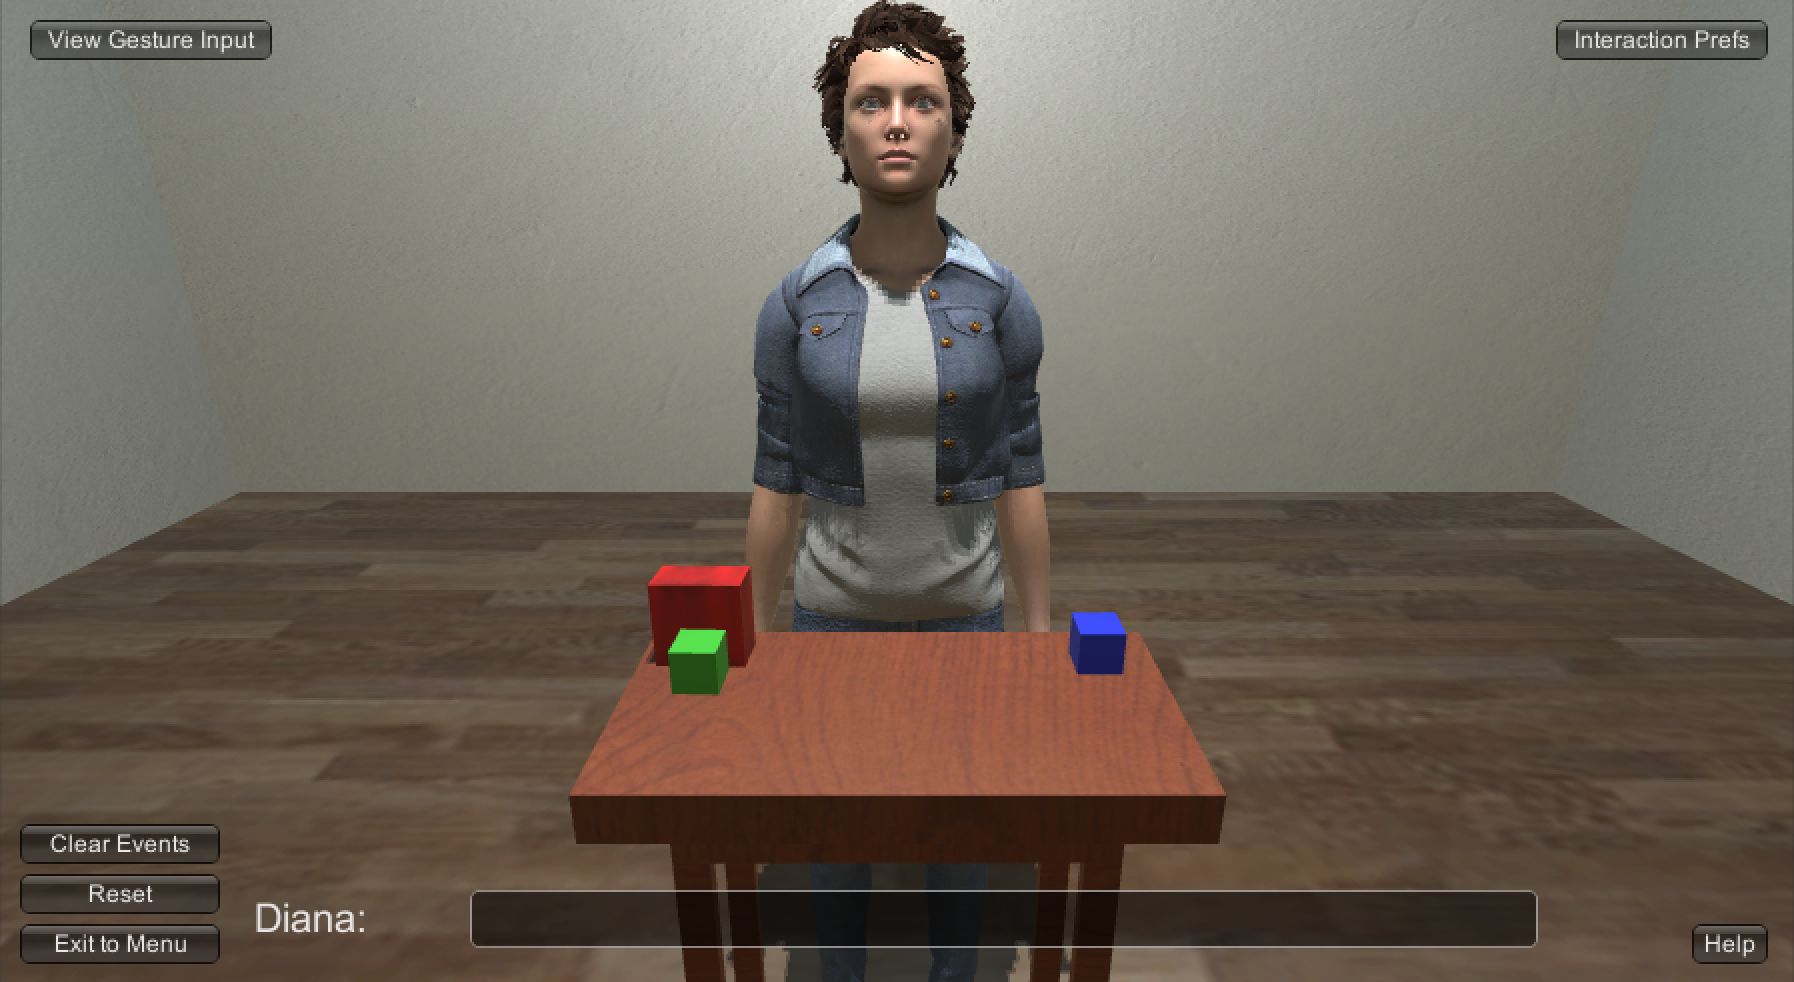 View Gesture Input
Interaction Prefs
Clear Events
Reset
Diana:
Exit to Menu
Help